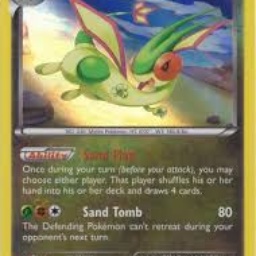 Once during your turn (before your attack), you may
choose either player. That player shuffles his or her
hand into his or her deck and draws 4 cards.
Sand Tomb 80
The Defending Pokémon can't retreat during your
opponent's next turn.